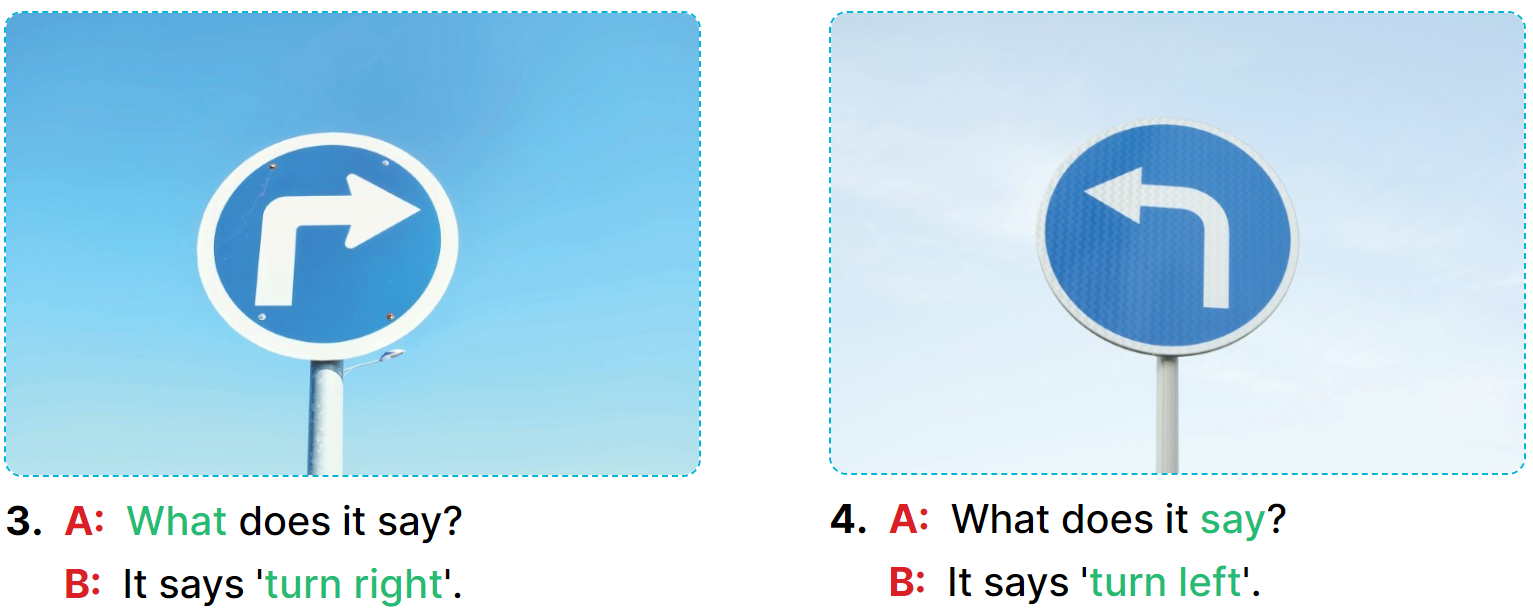 3. A: What does it say?
B: It says 'turn right'.
4. A: What does it say?
B: It says 'turn left'.